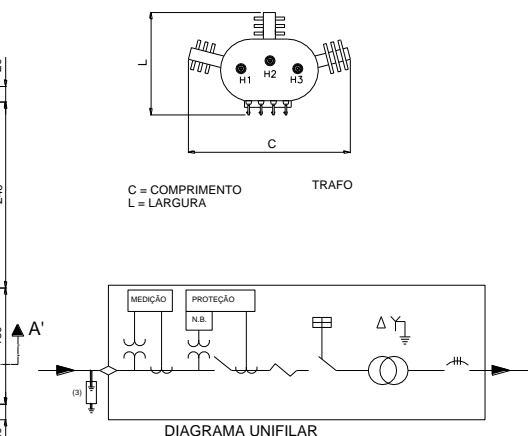 L
H1
H2
H3
C
C = COMPRIMENTO
L = LARGURA
TRAFO
A'
MEDIÇÃO
PROTEÇÃO
N.B.
(3)
DIAGRAMA UNIFILAR